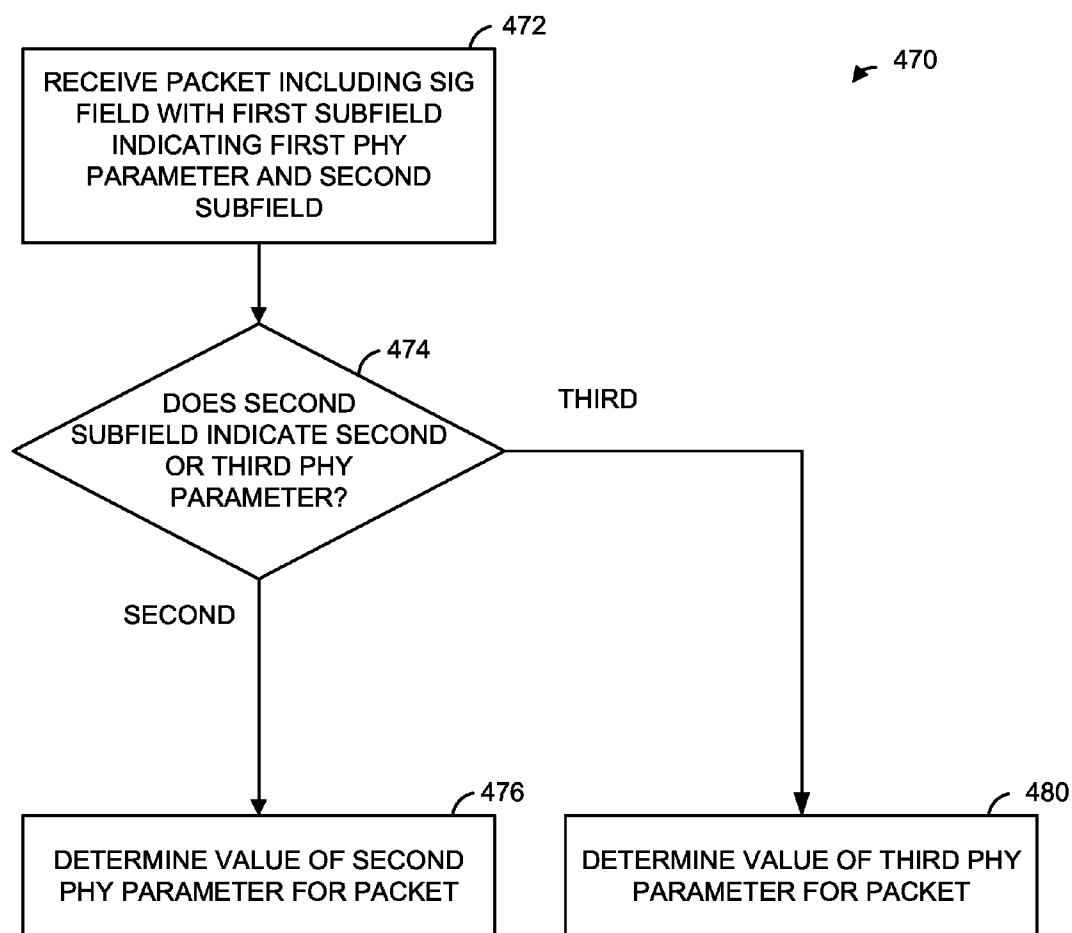 472
470
RECEIVE PACKET INCLUDING SIG
FIELD WITH FIRST SUBFIELD
INDICATING FIRST PHY
PARAMETER AND SECOND
SUBFIELD
474
DOES SECOND
SUBFIELD INDICATE SECOND
OR THIRD PHY
PARAMETER?
THIRD
SECOND
476
DETERMINE VALUE OF SECOND
PHY PARAMETER FOR PACKET
480
DETERMINE VALUE OF THIRD PHY
PARAMETER FOR PACKET